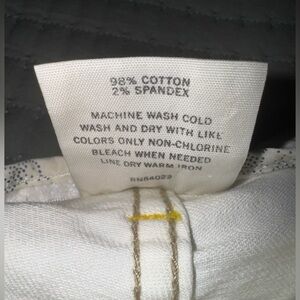 98% COTTON
2% SPANDEX
MACHINE WASH COLD
WASH AND DRY WITH LIKE
COLORS ONLY NON-CHLORINE
BLEACH WHEN NEEDED
LINE DRY WARM IRON